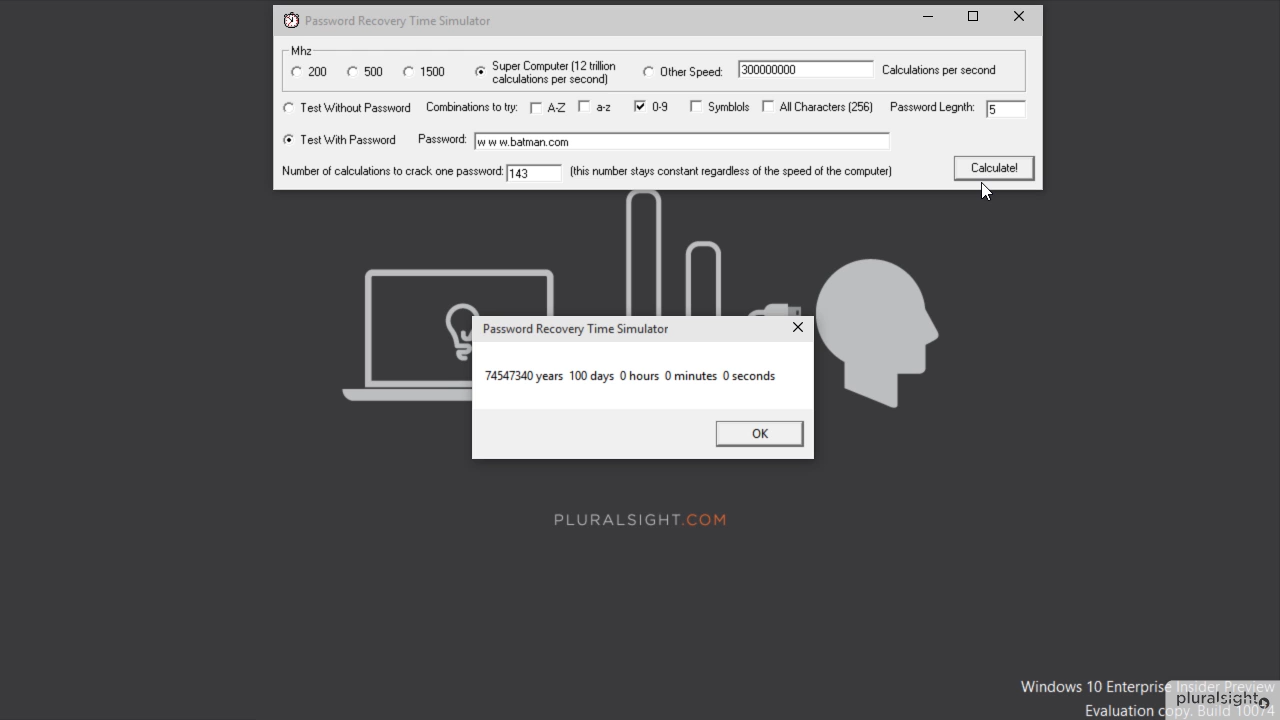 Password Recovery Time Simulator
Mhz
200 500 1500 Super Computer (12 trillion calculations per second) Other Speed: 300000000 Calculations per second
Test Without Password Combinations to try: A-Z a-z 0-9 Symblols All Characters (256) Password Legnth: 5
Test With Password Password: w w w.batman.com
Number of calculations to crack one password: 143 (this number stays constant regardless of the speed of the computer) Calculate!
Password Recovery Time Simulator
74547340 years 100 days 0 hours 0 minutes 0 seconds
OK
PLURALSIGHT.COM
Windows 10 Enterprise Insider Preview
pluralsight
Evaluation copy. Build 10074